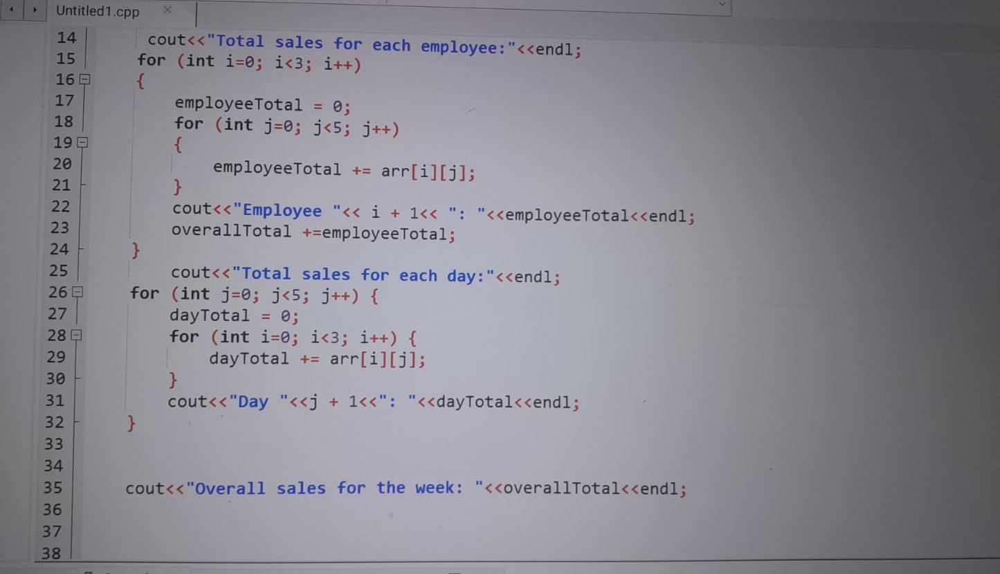 Untitled1.cpp
14 cout<<"Total sales for each employee:"<<endl;
15 for (int i=0; i<3; i++)
16 {
17 employeeTotal = 0;
18 for (int j=0; j<5; j++)
19 {
20 employeeTotal += arr[i][j];
21 }
22 cout<<"Employee "<< i + 1<< ": "<<employeeTotal<<endl;
23 overallTotal +=employeeTotal;
24 }
25 cout<<"Total sales for each day:"<<endl;
26 for (int j=0; j<5; j++) {
27 dayTotal = 0;
28 for (int i=0; i<3; i++) {
29 dayTotal += arr[i][j];
30 }
31 cout<<"Day "<<j + 1<<": "<<dayTotal<<endl;
32 }
33
34
35 cout<<"Overall sales for the week: "<<overallTotal<<endl;
36
37
38